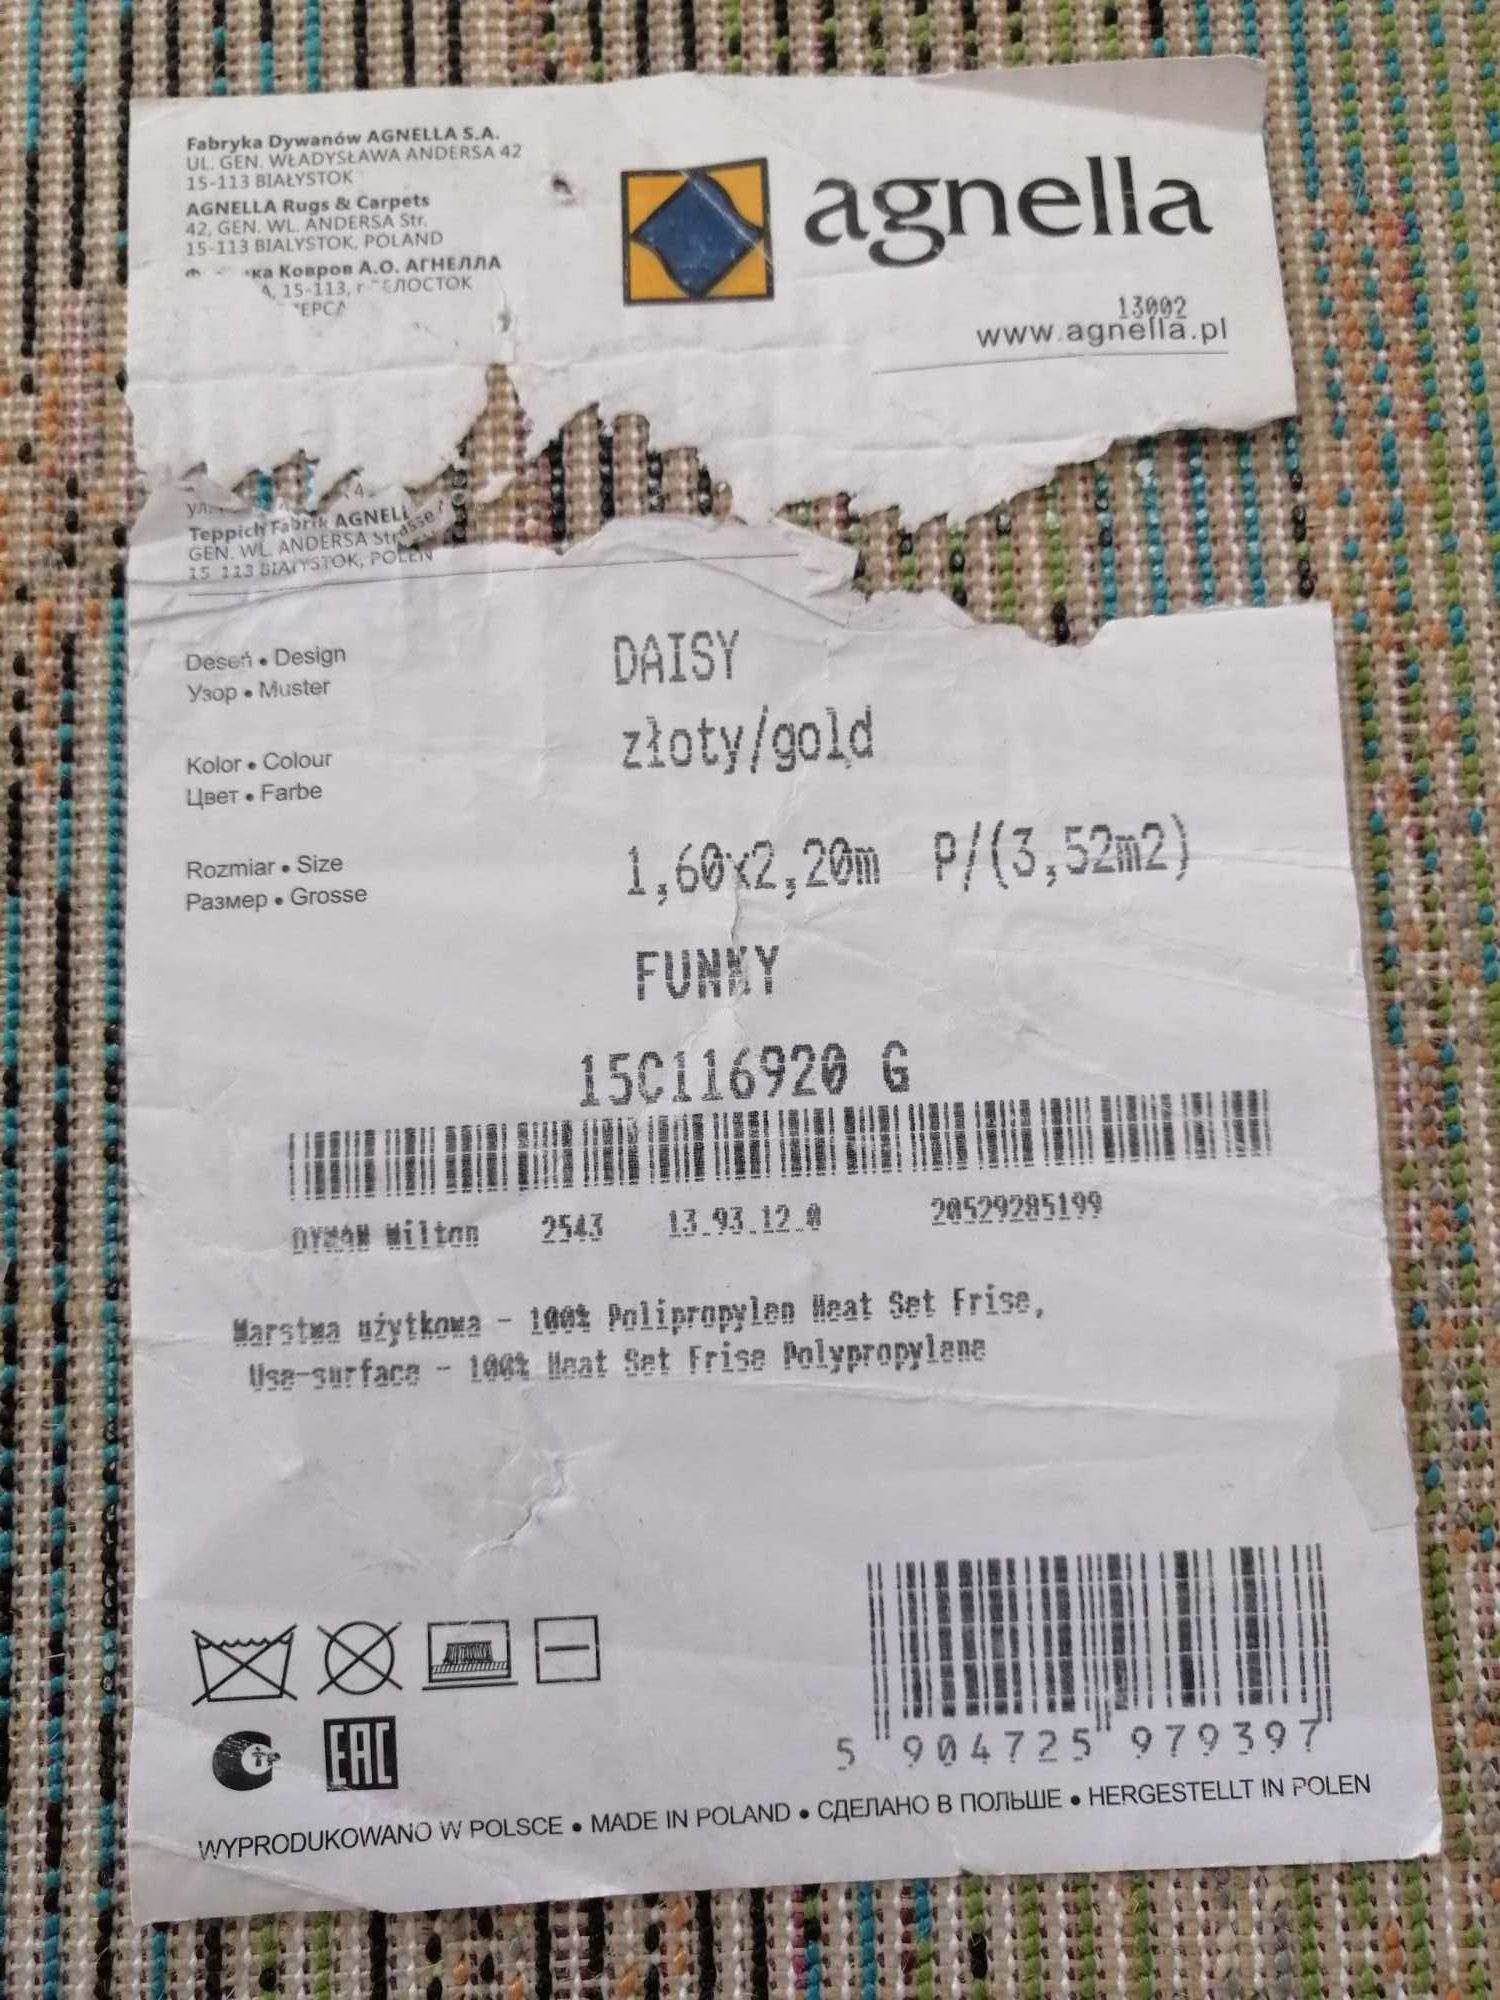 Fabryka Dywanów AGNELLA S.A.
UL. GEN. WŁADYSŁAWA ANDERSA 42
15-113 BIAŁYSTOK
AGNELLA Rugs & Carpets
42, GEN. WL. ANDERSA Str.
15-113 BIALYSTOK, POLAND
Ковров А.О. АГНЕЛЛА
15-113,
agnella
13002
www.agnella.pl
Teppich Fabrik
GEN. WL. ANDERSA
15-113 BIALYSTOK, POLEN
Deseń • Design
Узор • Muster
DAISY
Kolor • Colour
Цвет • Farbe
złoty/gold
Rozmiar • Size
Размер • Grosse
1,60x2,20m P/(3,52m2)
FUNKY
15C116920 G
DYWAN Wilton 2543 13.93.12.0 20529285199
Warstwa użytkowa - 100% Polipropylen Heat Set Frise,
Use-surface - 100% Heat Set Frise Polypropylene
EAC
5 904725 979397
WYPRODUKOWANO W POLSCE • MADE IN POLAND • СДЕЛАНО В ПОЛЬШЕ • HERGESTELLT IN POLEN